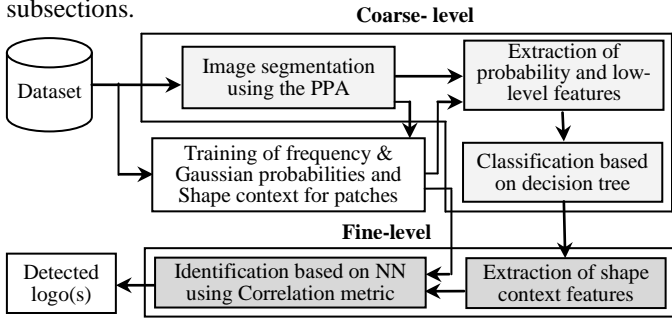 subsections.
Coarse- level
Dataset
Image segmentation
using the PPA
Extraction of
probability and low-
level features
Training of frequency &
Gaussian probabilities and
Shape context for patches
Classification based
on decision tree
Fine-level
Detected
logo(s)
Identification based on NN
using Correlation metric
Extraction of shape
context features